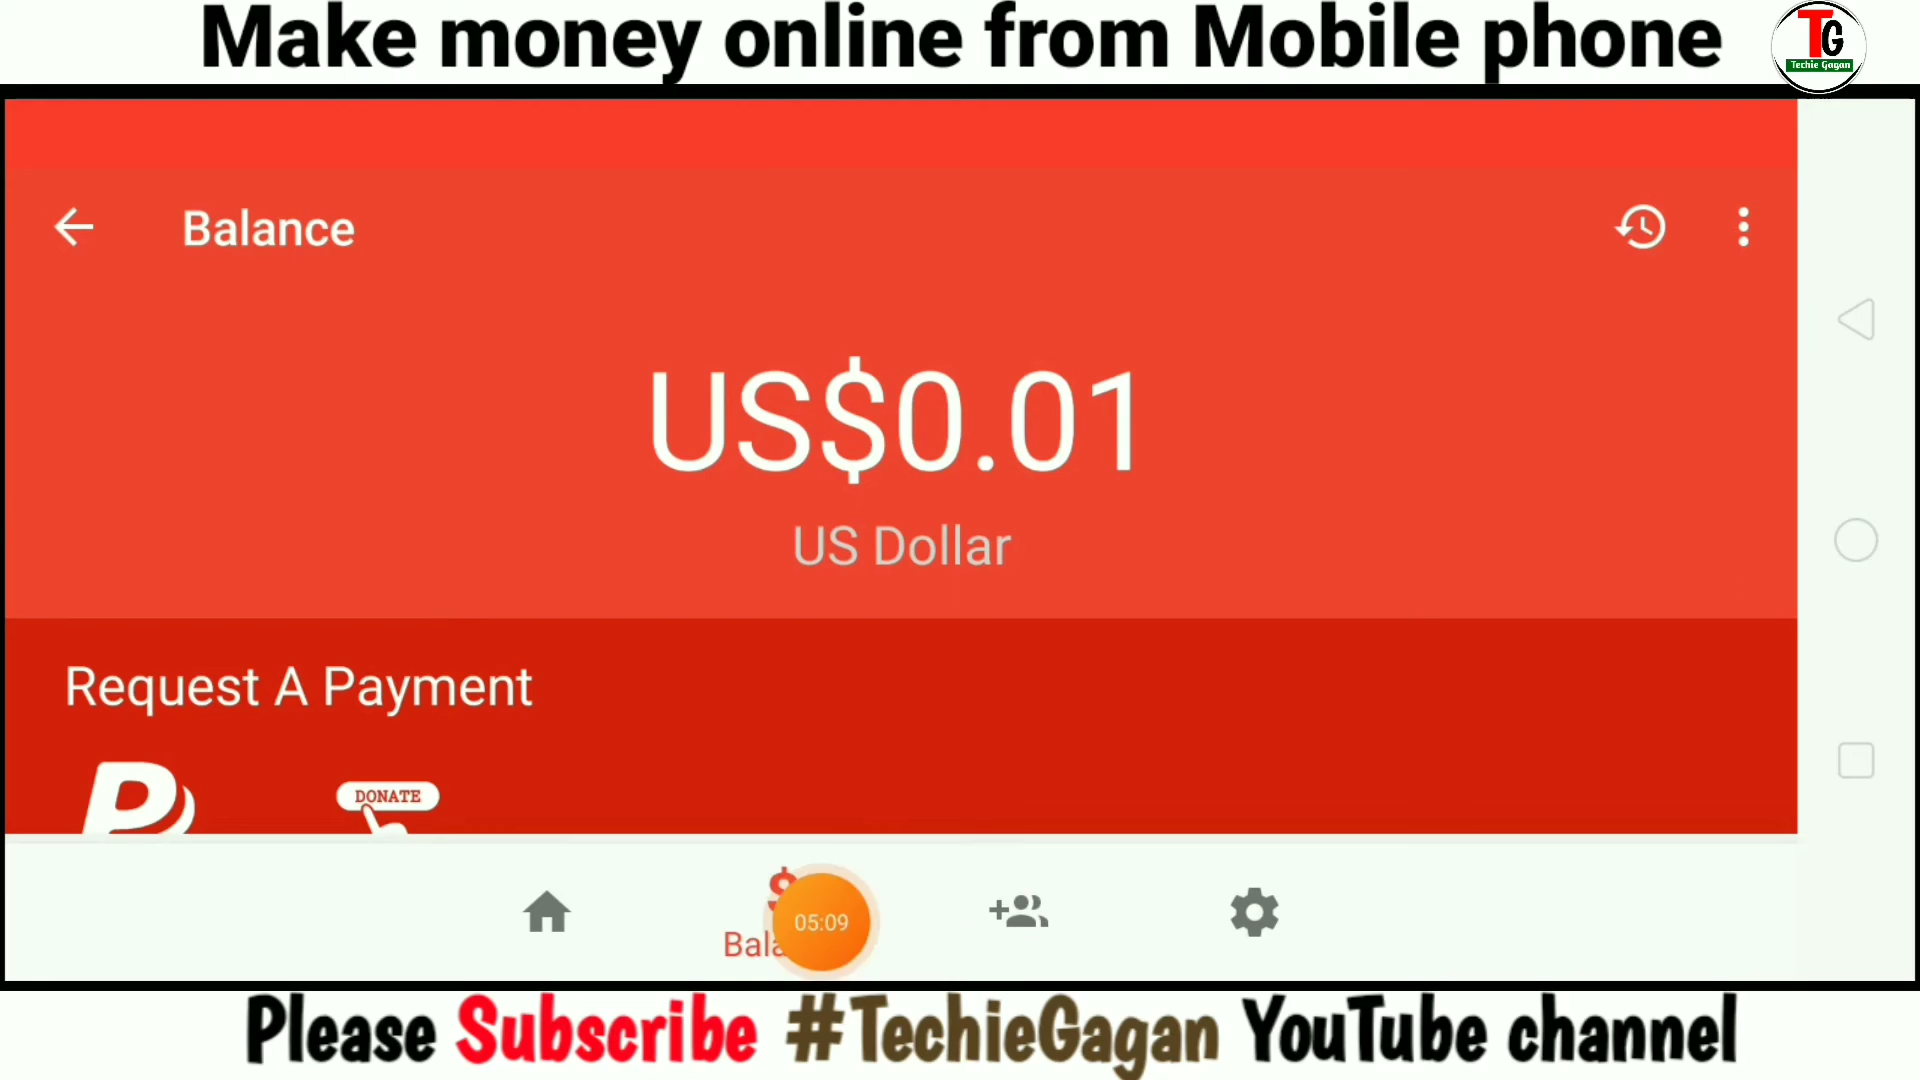 Make money online from Mobile phone
TG
Techie Gagan
Balance
US$0.01
US Dollar
Request A Payment
DONATE
05:09
Bala
Please Subscribe #TechieGagan YouTube channel